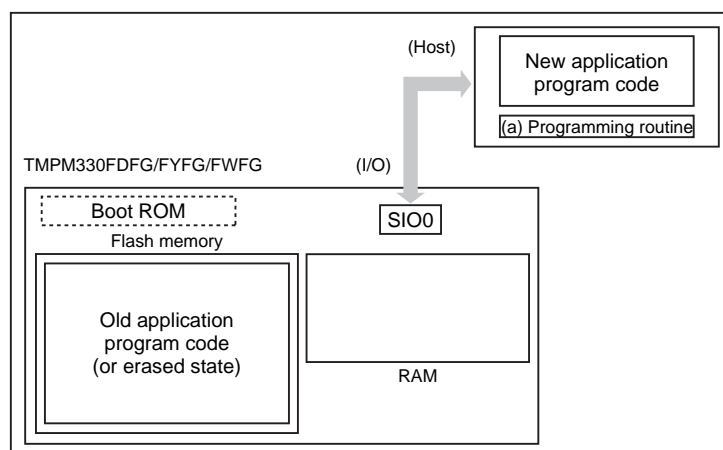 (Host)
New application
program code
(a) Programming routine
TMPM330FDFG/FYFG/FWFG
(I/O)
Boot ROM
SIO0
Flash memory
Old application
program code
(or erased state)
RAM